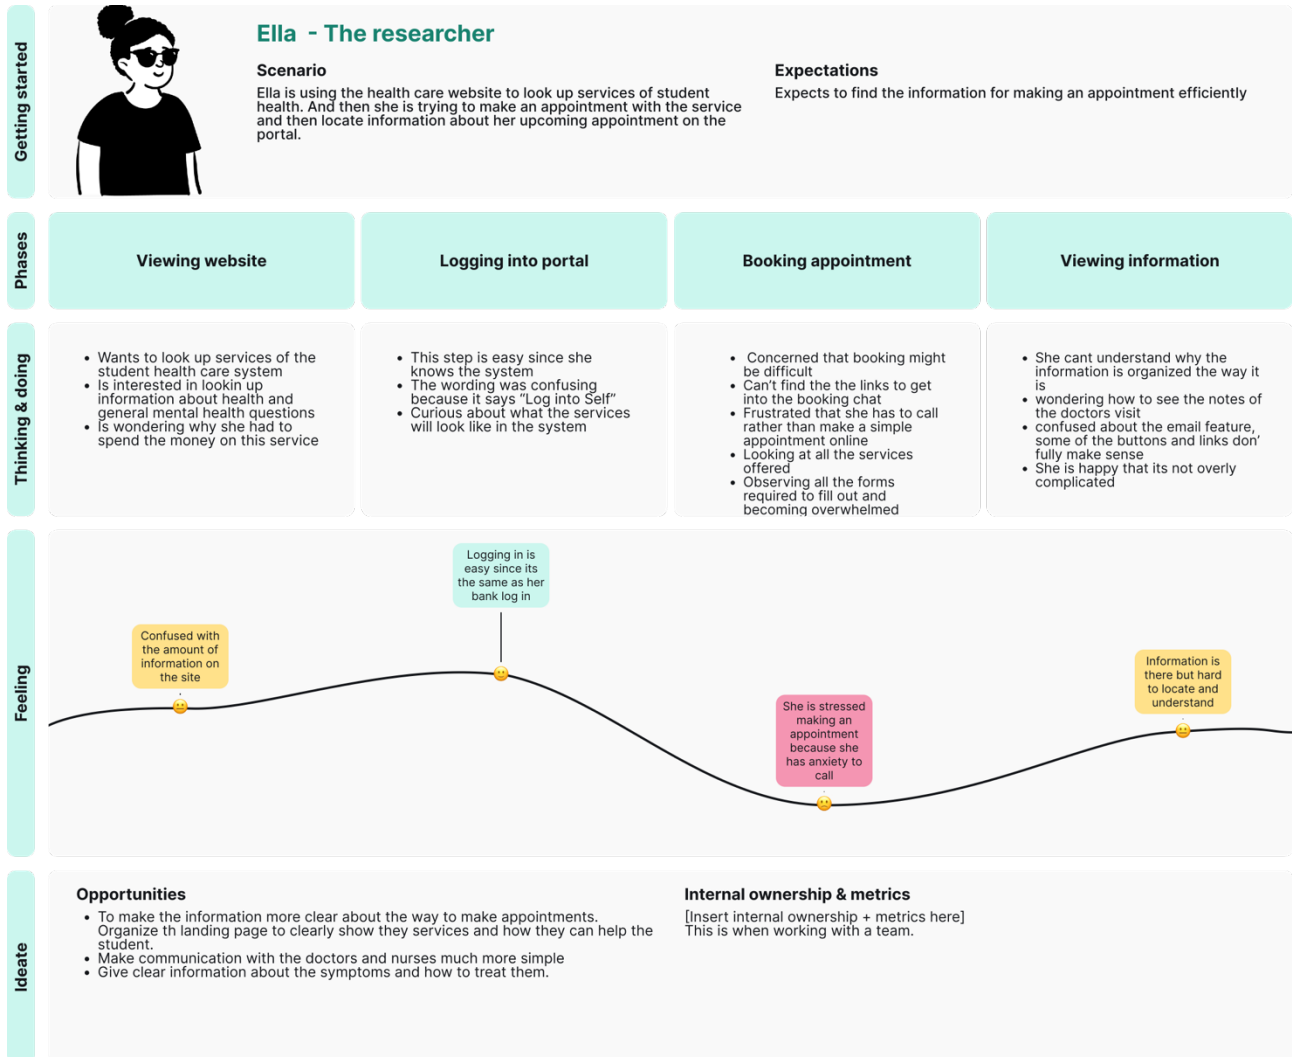 Getting started
Ella - The researcher
Scenario
Ella is using the health care website to look up services of student
health. And then she is trying to make an appointment with the service
and then locate information about her upcoming appointment on the
portal.
Expectations
Expects to find the information for making an appointment efficiently
Phases
Viewing website
Logging into portal
Booking appointment
Viewing information
Thinking & doing
• Wants to look up services of the
student health care system
• Is interested in lookin up
information about health and
general mental health questions
• Is wondering why she had to
spend the money on this service
• This step is easy since she
knows the system
• The wording was confusing
because it says “Log into Self”
• Curious about what the services
will look like in the system
• Concerned that booking might
be difficult
• Can’t find the the links to get
into the booking chat
• Frustrated that she has to call
rather than make a simple
appointment online
• Looking at all the services
offered
• Observing all the forms
required to fill out and
becoming overwhelmed
• She cant understand why the
information is organized the way it
is
• wondering how to see the notes of
the doctors visit
• confused about the email feature,
some of the buttons and links don’
fully make sense
• She is happy that its not overly
complicated
Feeling
Confused with
the amount of
information on
the site
Logging in is
easy since its
the same as her
bank log in
She is stressed
making an
appointment
because she
has anxiety to
call
Information is
there but hard
to locate and
understand
Ideate
Opportunities
• To make the information more clear about the way to make appointments.
Organize th landing page to clearly show they services and how they can help the
student.
• Make communication with the doctors and nurses much more simple
• Give clear information about the symptoms and how to treat them.
Internal ownership & metrics
[Insert internal ownership + metrics here]
This is when working with a team.